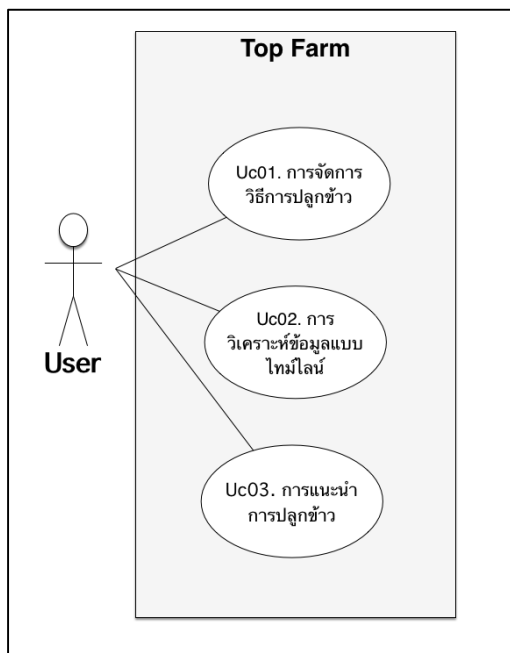 Top Farm
Uc01. การจัดการ
วิธีการปลูกข้าว
Uc02. การ
วิเคราะห์ข้อมูลแบบ
ไทม์ไลน์
User
Uc03. การแนะนำ
การปลูกข้าว